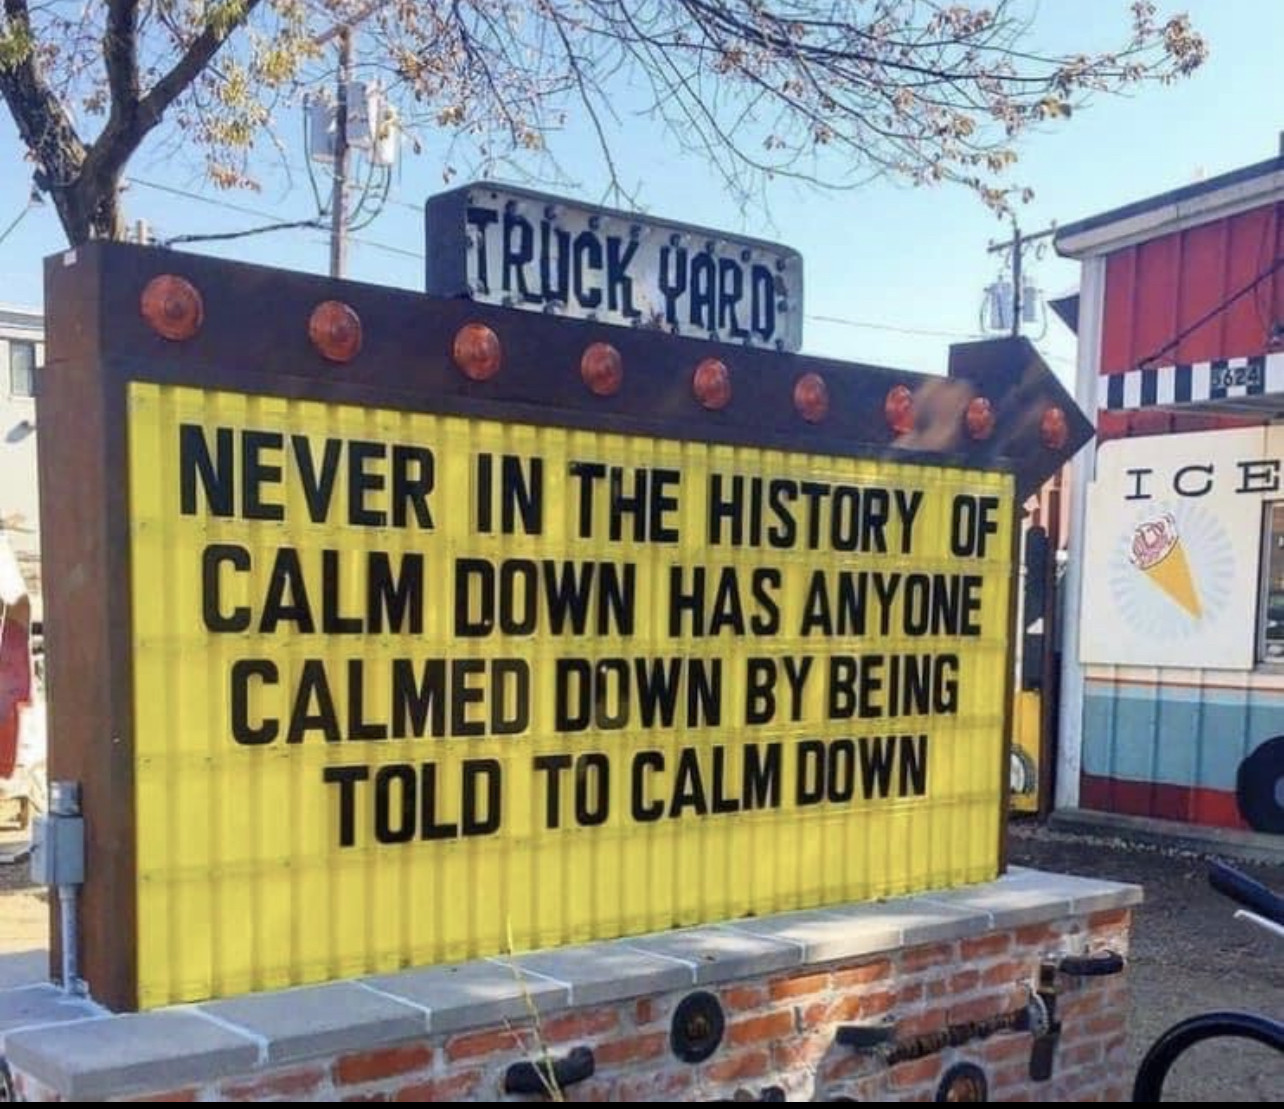 TRUCK YARD
NEVER IN THE HISTORY OF
CALM DOWN HAS ANYONE
CALMED DOWN BY BEING
TOLD TO CALM DOWN
5624
ICE